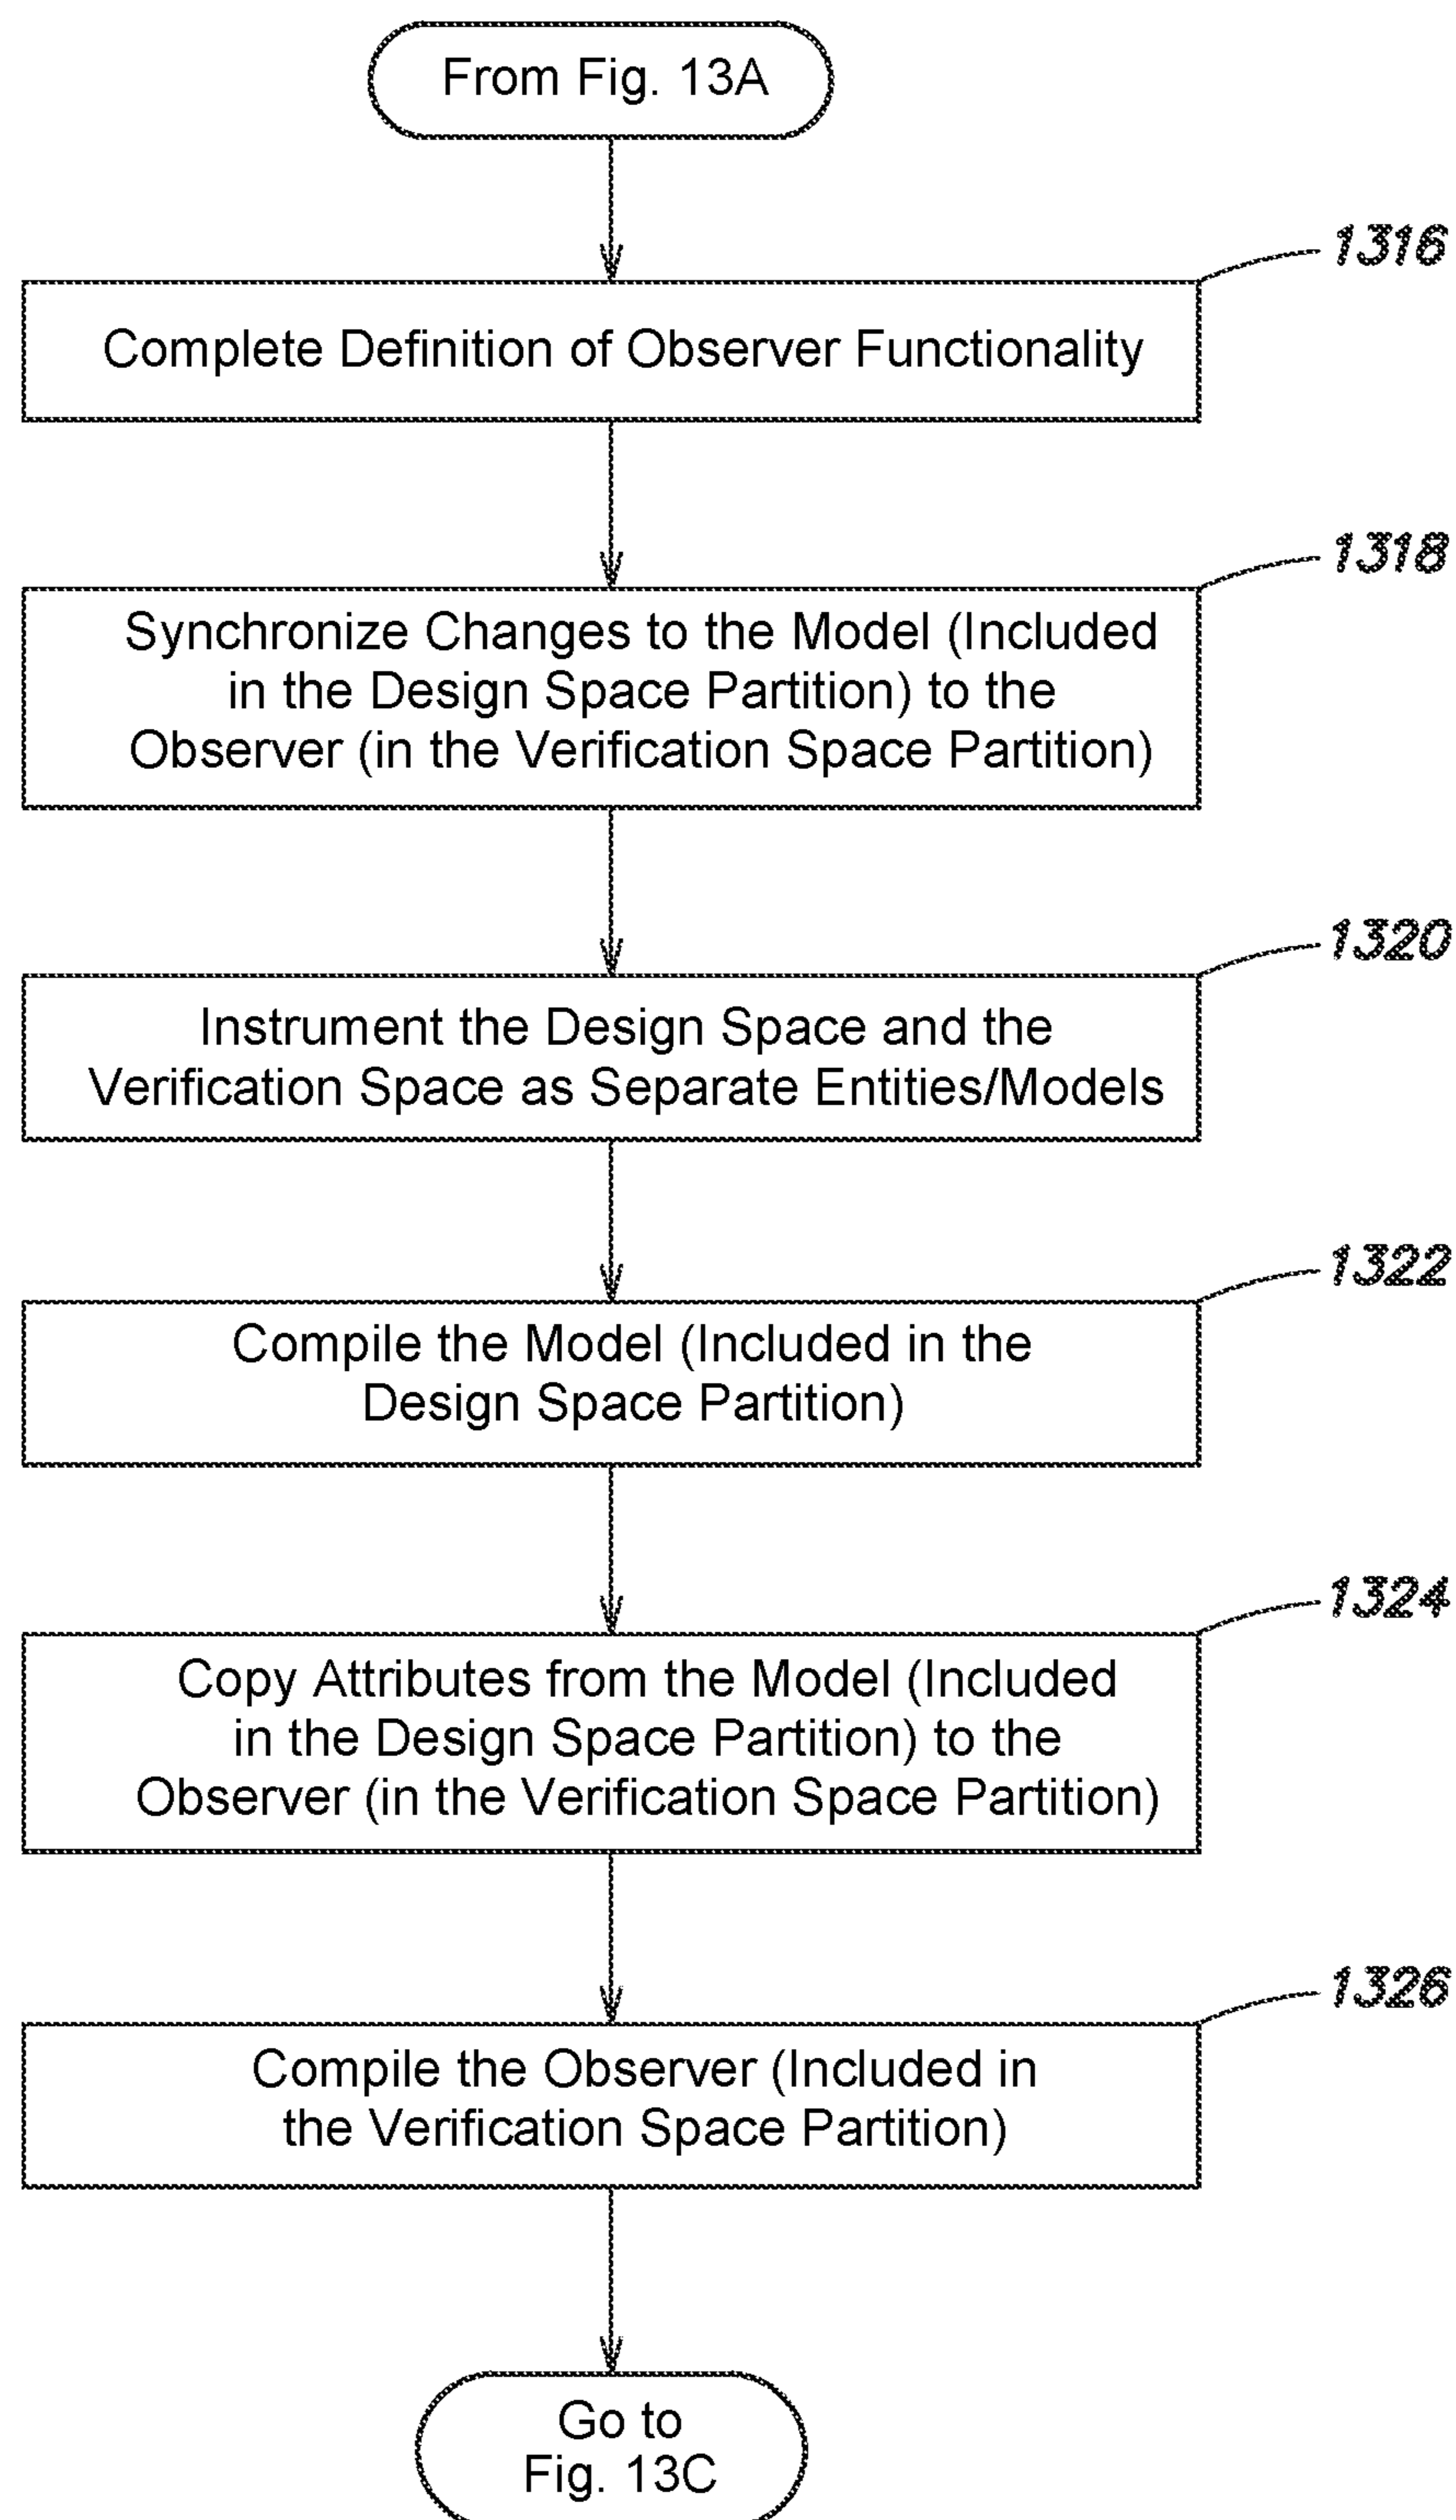 From Fig. 13A
1316
Complete Definition of Observer Functionality
1318
Synchronize Changes to the Model (Included
in the Design Space Partition) to the
Observer (in the Verification Space Partition)
1320
Instrument the Design Space and the
Verification Space as Separate Entities/Models
1322
Compile the Model (Included in the
Design Space Partition)
1324
Copy Attributes from the Model (Included
in the Design Space Partition) to the
Observer (in the Verification Space Partition)
1326
Compile the Observer (Included in
the Verification Space Partition)
Go to
Fig. 13C